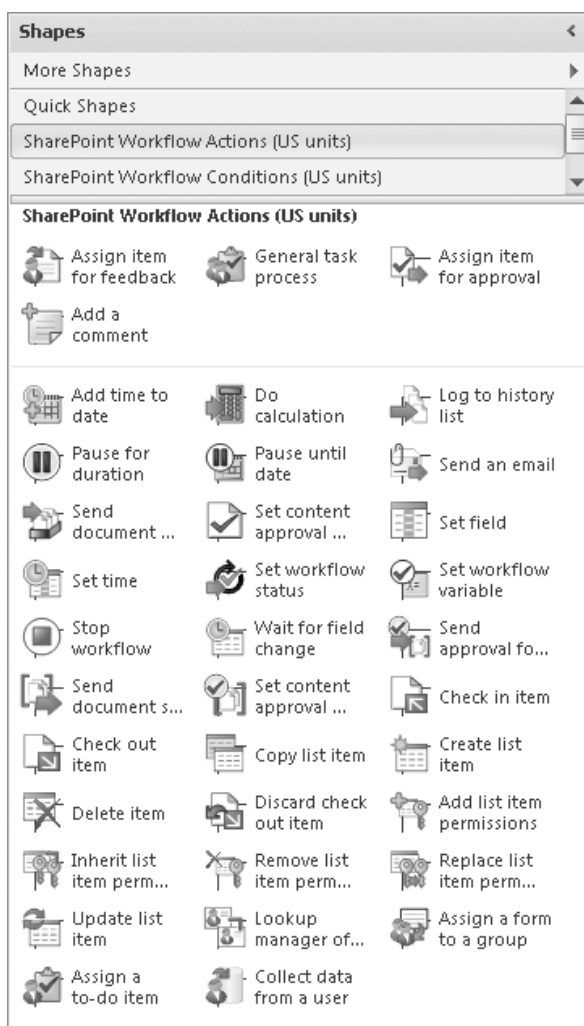 Shapes
More Shapes
Quick Shapes
SharePoint Workflow Actions (US units)
SharePoint Workflow Conditions (US units)
SharePoint Workflow Actions (US units)
Assign item
for feedback
General task
process
Assign item
for approval
Add a
comment
Add time to
date
Do
calculation
Log to history
list
Pause for
duration
Pause until
date
Send an email
Send
document ...
Set content
approval ...
Set field
Set time
Set workflow
status
Set workflow
variable
Stop
workflow
Wait for field
change
Send
approval fo...
Send
document s...
Set content
approval ...
Check in item
Check out
item
Copy list item
Create list
item
Delete item
Discard check
out item
Add list item
permissions
Inherit list
item perm...
Remove list
item perm...
Replace list
item perm...
Update list
item
Lookup
manager of...
Assign a form
to a group
Assign a
to-do item
Collect data
from a user